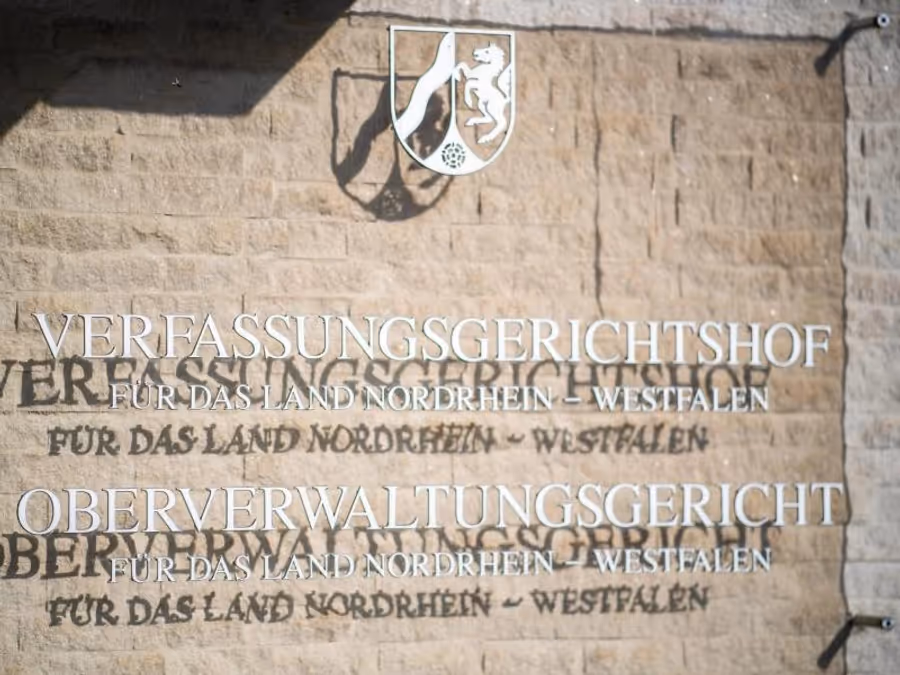 VERFASSUNGSGERICHTSHOF
FÜR DAS LAND NORDRHEIN – WESTFALEN
OBERVERWALTUNGSGERICHT
FÜR DAS LAND NORDRHEIN – WESTFALEN